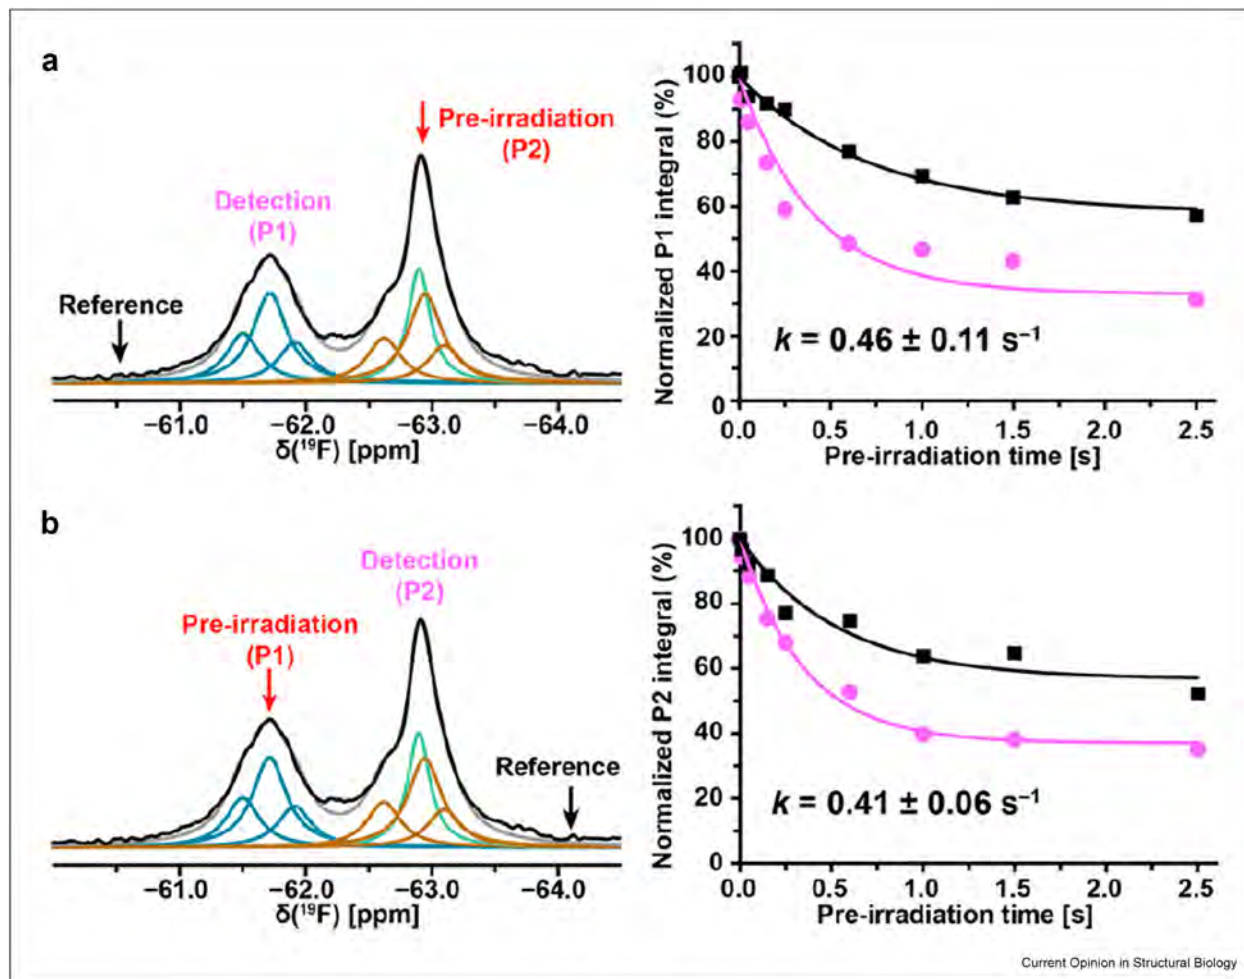 a
Pre-irradiation
(P2)
Detection
(P1)
Reference
−61.0 −62.0 −63.0 −64.0
δ(¹⁹F) [ppm]
Normalized P1 integral (%)
100
80
60
40
20
0
k = 0.46 ± 0.11 s⁻¹
0.0 0.5 1.0 1.5 2.0 2.5
Pre-irradiation time [s]
b
Detection
(P2)
Pre-irradiation
(P1)
Reference
−61.0 −62.0 −63.0 −64.0
δ(¹⁹F) [ppm]
Normalized P2 integral (%)
100
80
60
40
20
0
k = 0.41 ± 0.06 s⁻¹
0.0 0.5 1.0 1.5 2.0 2.5
Pre-irradiation time [s]
Current Opinion in Structural Biology